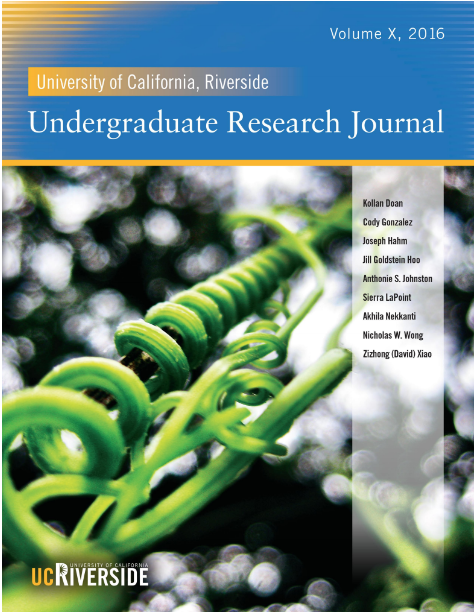 Volume X, 2016
University of California, Riverside
Undergraduate Research Journal
Kollan Doan
Cody Gonzalez
Joseph Hahm
Jill Goldstein Hoo
Anthonie S. Johnston
Sierra LaPoint
Akhila Nekkanti
Nicholas W. Wong
Zizhong (David) Xiao
UNIVERSITY OF CALIFORNIA
UCRIVERSIDE